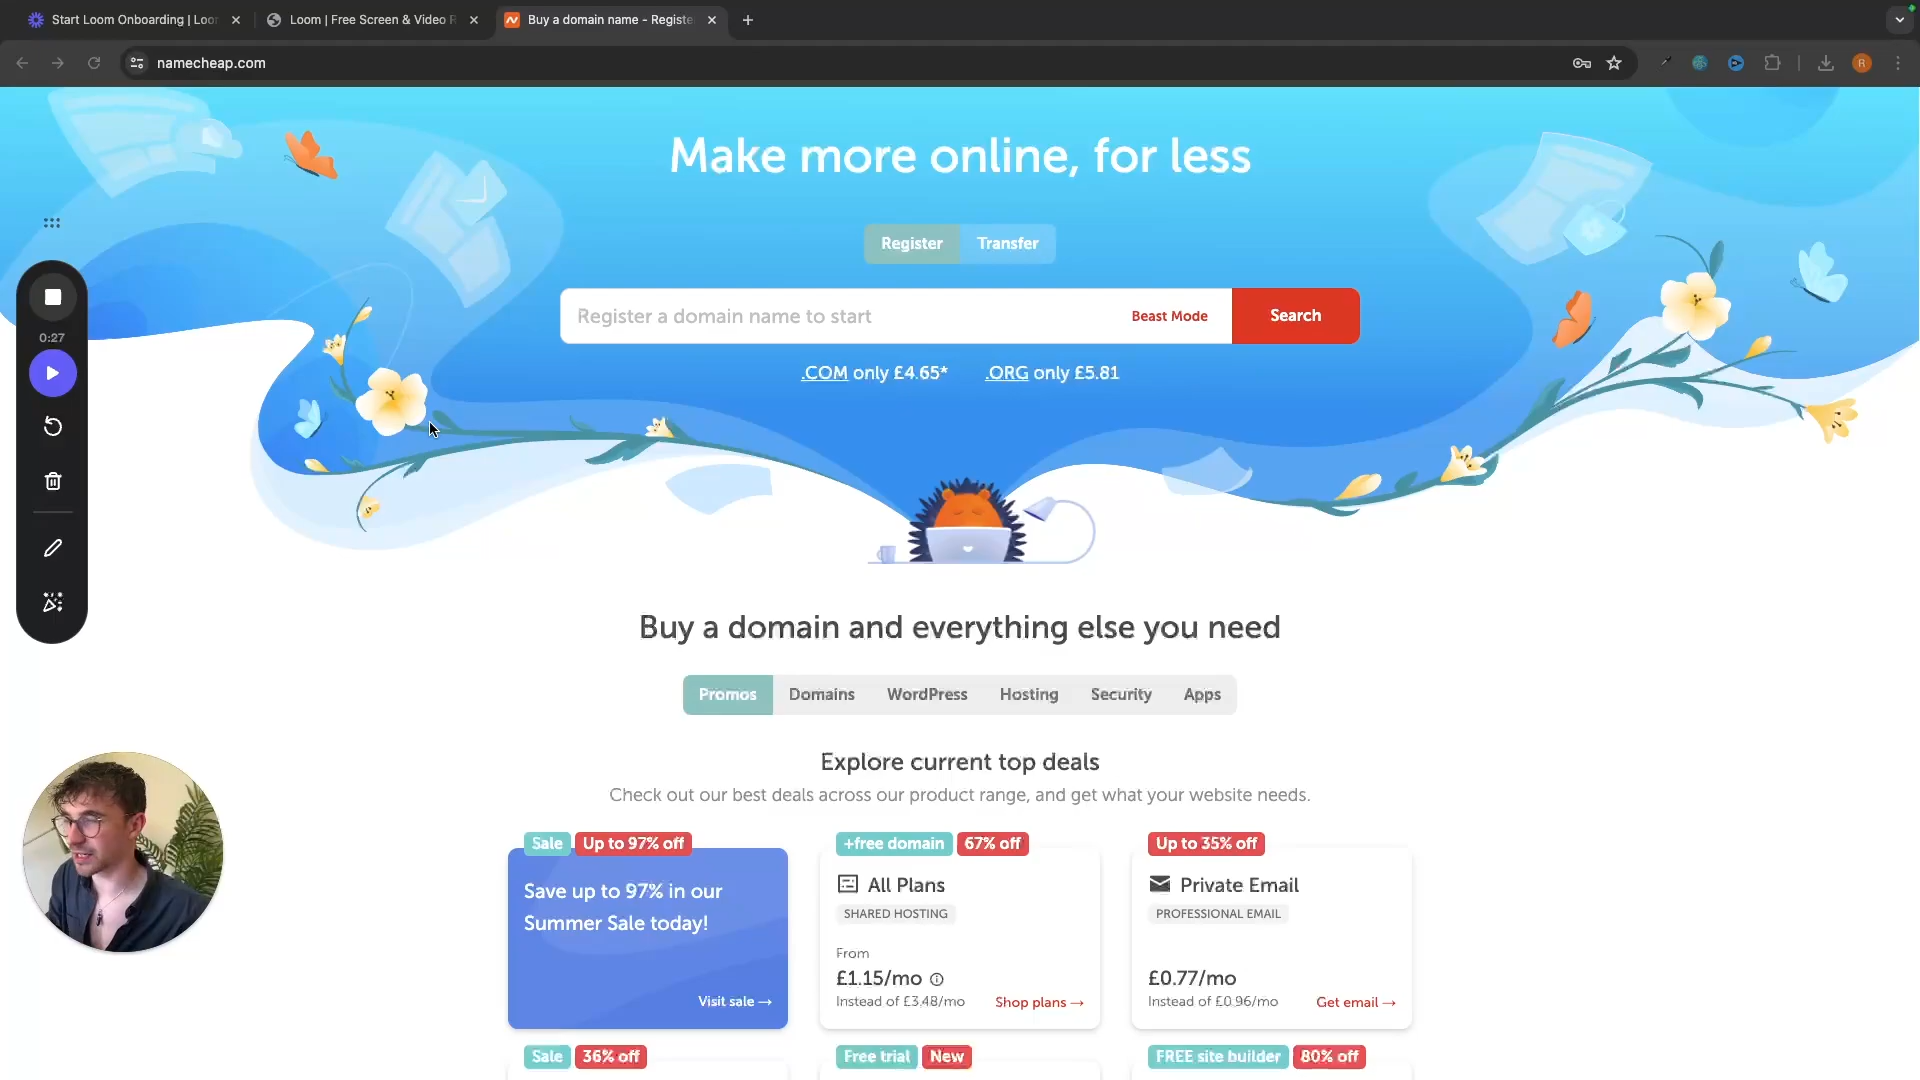 Start Loom Onboarding | Loo
Loom | Free Screen & Video R
Buy a domain name - Registe
namecheap.com
R
Make more online, for less
Register
Transfer
Register a domain name to start
Beast Mode
Search
.COM only £4.65*
.ORG only £5.81
0:27
Buy a domain and everything else you need
Promos
Domains
WordPress
Hosting
Security
Apps
Explore current top deals
Check out our best deals across our product range, and get what your website needs.
Sale
Up to 97% off
Save up to 97% in our
Summer Sale today!
Visit sale →
+free domain
67% off
All Plans
SHARED HOSTING
From
£1.15/mo
Instead of £3.48/mo
Shop plans →
Up to 35% off
Private Email
PROFESSIONAL EMAIL
£0.77/mo
Instead of £0.96/mo
Get email →
Sale
36% off
Free trial
New
FREE site builder
80% off